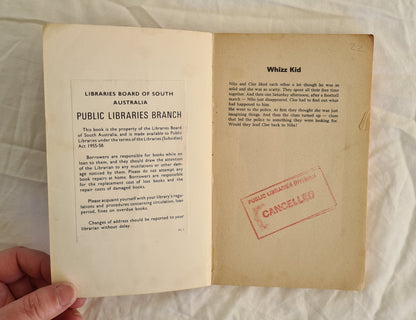 LIBRARIES BOARD OF SOUTH
AUSTRALIA
PUBLIC LIBRARIES BRANCH
This book is the property of the Libraries Board
of South Australia, and is made available to Public
Libraries under the terms of the Libraries (Subsidies)
Act 1955-58.
Borrowers are responsible for books while on
loan to them, and they should draw the attention
of the Librarian to any mutilations or other dam-
age noticed by them. Please do not attempt any
book repairs at home. Borrowers are responsible
for the replacement cost of lost books and the
repair costs of damaged books.
Please acquaint yourself with your library's regu-
lations and procedures concerning circulation, loan
period, fines on overdue books.
Changes of address should be reported to your
librarian without delay.
22
Whizz Kid
Nils and Clee liked each other a lot though he was so
solid and she was so scatty. They spent all their free time
together. And then one Saturday afternoon, after a football
match — Nils just disappeared. Clee had to find out what
had happened to him.
She went to the police. At first they thought she was just
imagining things. And then the clues turned up — clues
that led the police to something they were looking for.
Would they lead Clee back to Nils?
PUBLIC LIBRARIES DIVISION
CANCELLED